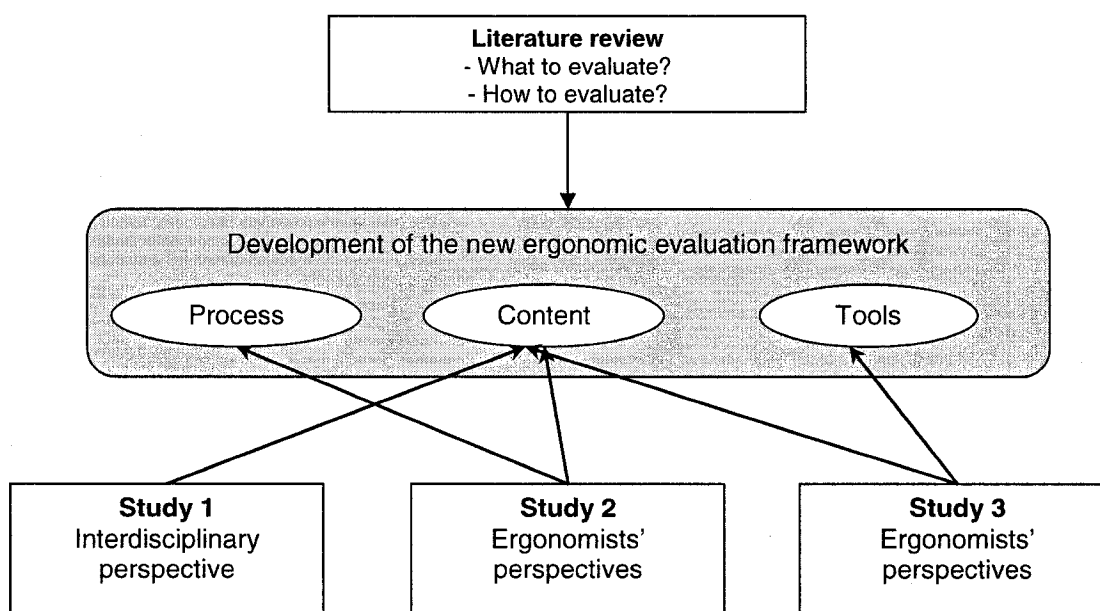 Literature review
- What to evaluate?
- How to evaluate?
Development of the new ergonomic evaluation framework
Process
Content
Tools
Study 1
Interdisciplinary
perspective
Study 2
Ergonomists'
perspectives
Study 3
Ergonomists'
perspectives